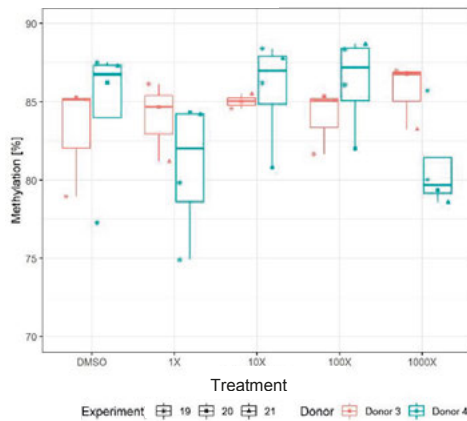 90
85
80
75
70
Methylation [%]
DMSO 1X 10X 100X 1000X
Treatment
Experiment 19 20 21 Donor Donor 3 Donor 4